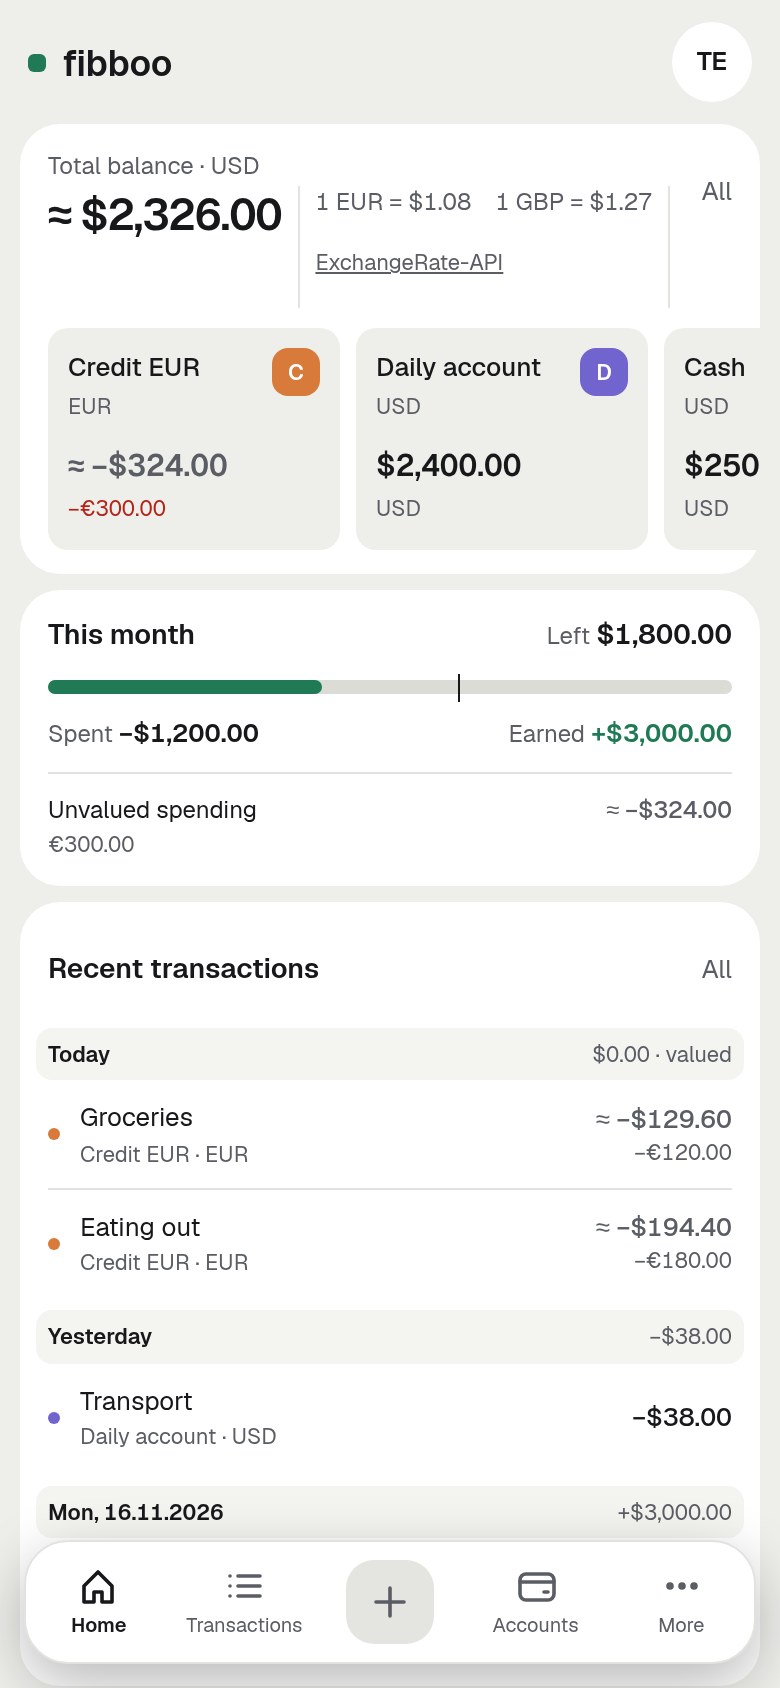 fibboo
TE
Total balance · USD
≈ $2,326.00
1 EUR = $1.08 1 GBP = $1.27
ExchangeRate-API
All
Credit EUR
C
EUR
≈ −$324.00
−€300.00
Daily account
D
USD
$2,400.00
USD
Cash
USD
$250
USD
This month
Left $1,800.00
Spent −$1,200.00
Earned +$3,000.00
Unvalued spending
≈ −$324.00
€300.00
Recent transactions
All
Today
$0.00 · valued
Groceries
≈ −$129.60
Credit EUR · EUR
−€120.00
Eating out
≈ −$194.40
Credit EUR · EUR
−€180.00
Yesterday
−$38.00
Transport
−$38.00
Daily account · USD
Mon, 16.11.2026
+$3,000.00
Home
Transactions
Accounts
More